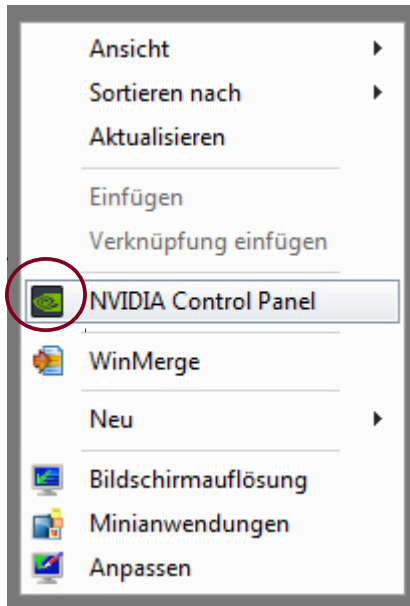 Ansicht
Sortieren nach
Aktualisieren
Einfügen
Verknüpfung einfügen
NVIDIA Control Panel
WinMerge
Neu
Bildschirmauflösung
Minianwendungen
Anpassen